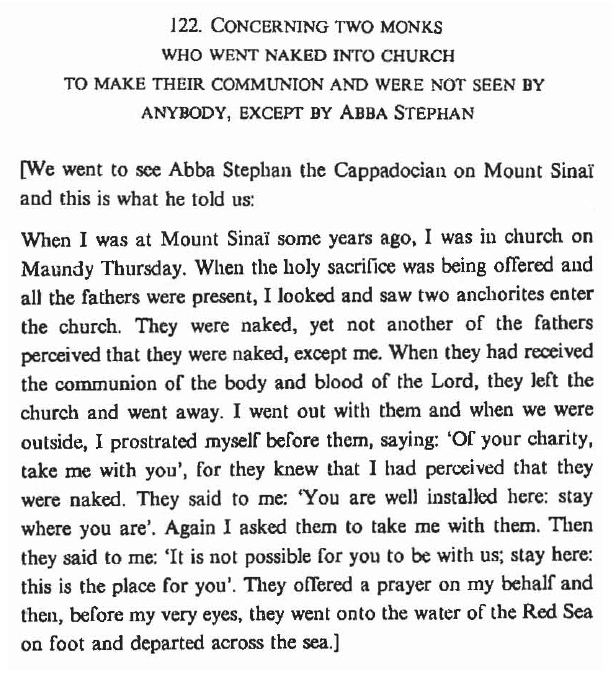 122. CONCERNING TWO MONKS
WHO WENT NAKED INTO CHURCH
TO MAKE THEIR COMMUNION AND WERE NOT SEEN BY
ANYBODY, EXCEPT BY ABBA STEPHAN
[We went to see Abba Stephan the Cappadocian on Mount Sinaï
and this is what he told us:
When I was at Mount Sinaï some years ago, I was in church on
Maundy Thursday. When the holy sacrifice was being offered and
all the fathers were present, I looked and saw two anchorites enter
the church. They were naked, yet not another of the fathers
perceived that they were naked, except me. When they had received
the communion of the body and blood of the Lord, they left the
church and went away. I went out with them and when we were
outside, I prostrated myself before them, saying: ‘Of your charity,
take me with you’, for they knew that I had perceived that they
were naked. They said to me: ‘You are well installed here: stay
where you are’. Again I asked them to take me with them. Then
they said to me: ‘It is not possible for you to be with us; stay here:
this is the place for you’. They offered a prayer on my behalf and
then, before my very eyes, they went onto the water of the Red Sea
on foot and departed across the sea.]